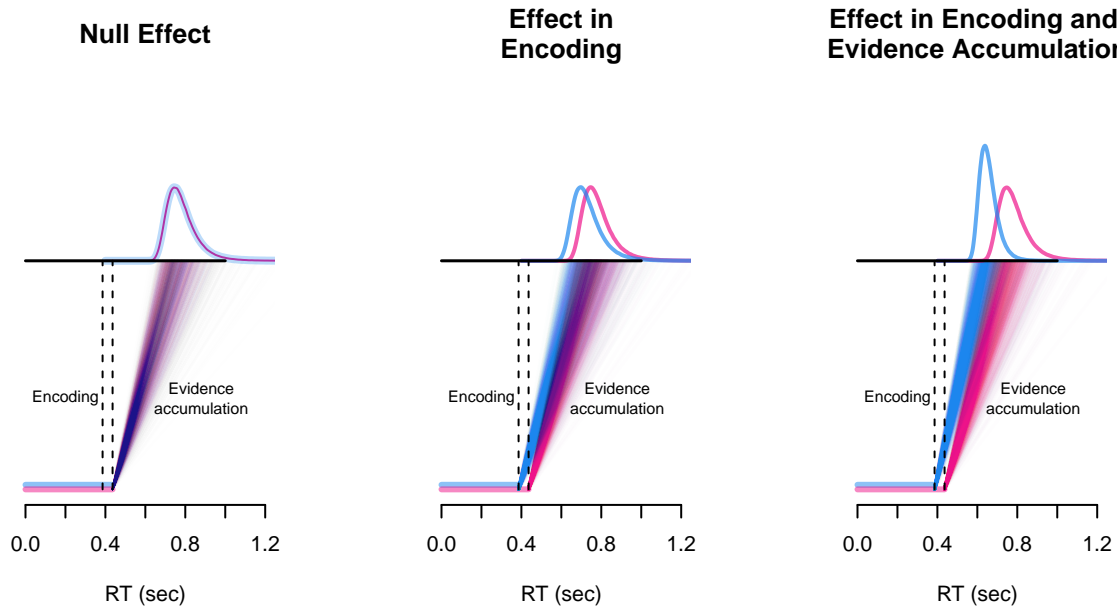 Null Effect
Effect in
Encoding
Effect in Encoding and
Evidence Accumulation
Encoding
Evidence
accumulation
Encoding
Evidence
accumulation
Encoding
Evidence
accumulation
0.0 0.4 0.8 1.2
0.0 0.4 0.8 1.2
0.0 0.4 0.8 1.2
RT (sec)
RT (sec)
RT (sec)